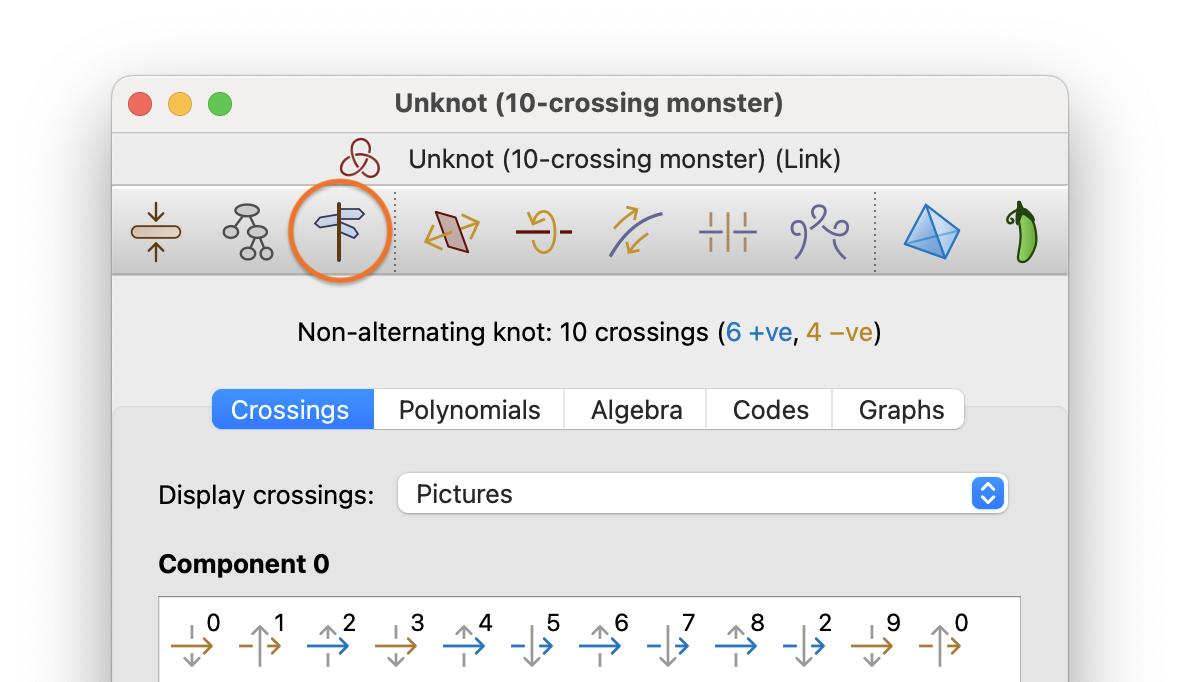 Unknot (10-crossing monster)
Unknot (10-crossing monster) (Link)
Non-alternating knot: 10 crossings (6 +ve, 4 −ve)
Crossings Polynomials Algebra Codes Graphs
Display crossings: Pictures
Component 0
0 1 2 3 4 5 6 7 8 2 9 0